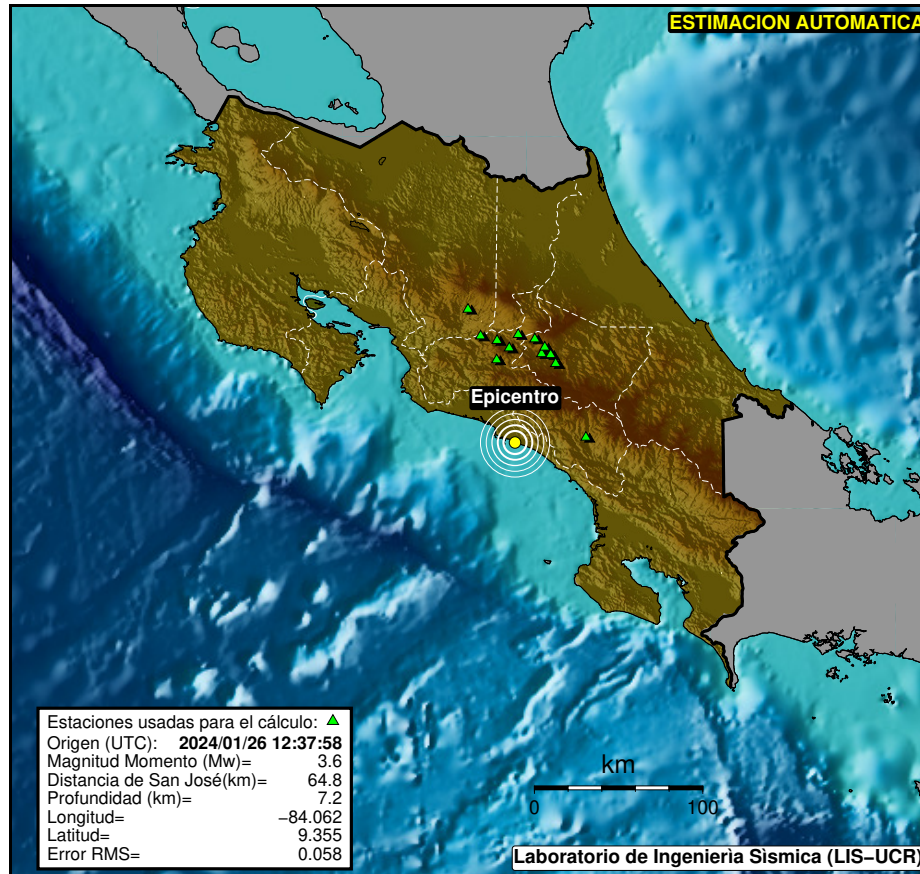 ESTIMACION AUTOMATICA
Epicentro
Estaciones usadas para el cálculo:
Origen (UTC): 2024/01/26 12:37:58
Magnitud Momento (Mw)= 3.6
Distancia de San José(km)= 64.8
Profundidad (km)= 7.2
Longitud= −84.062
Latitud= 9.355
Error RMS= 0.058
km
0 100
Laboratorio de Ingenierìa Sìsmica (LIS−UCR)